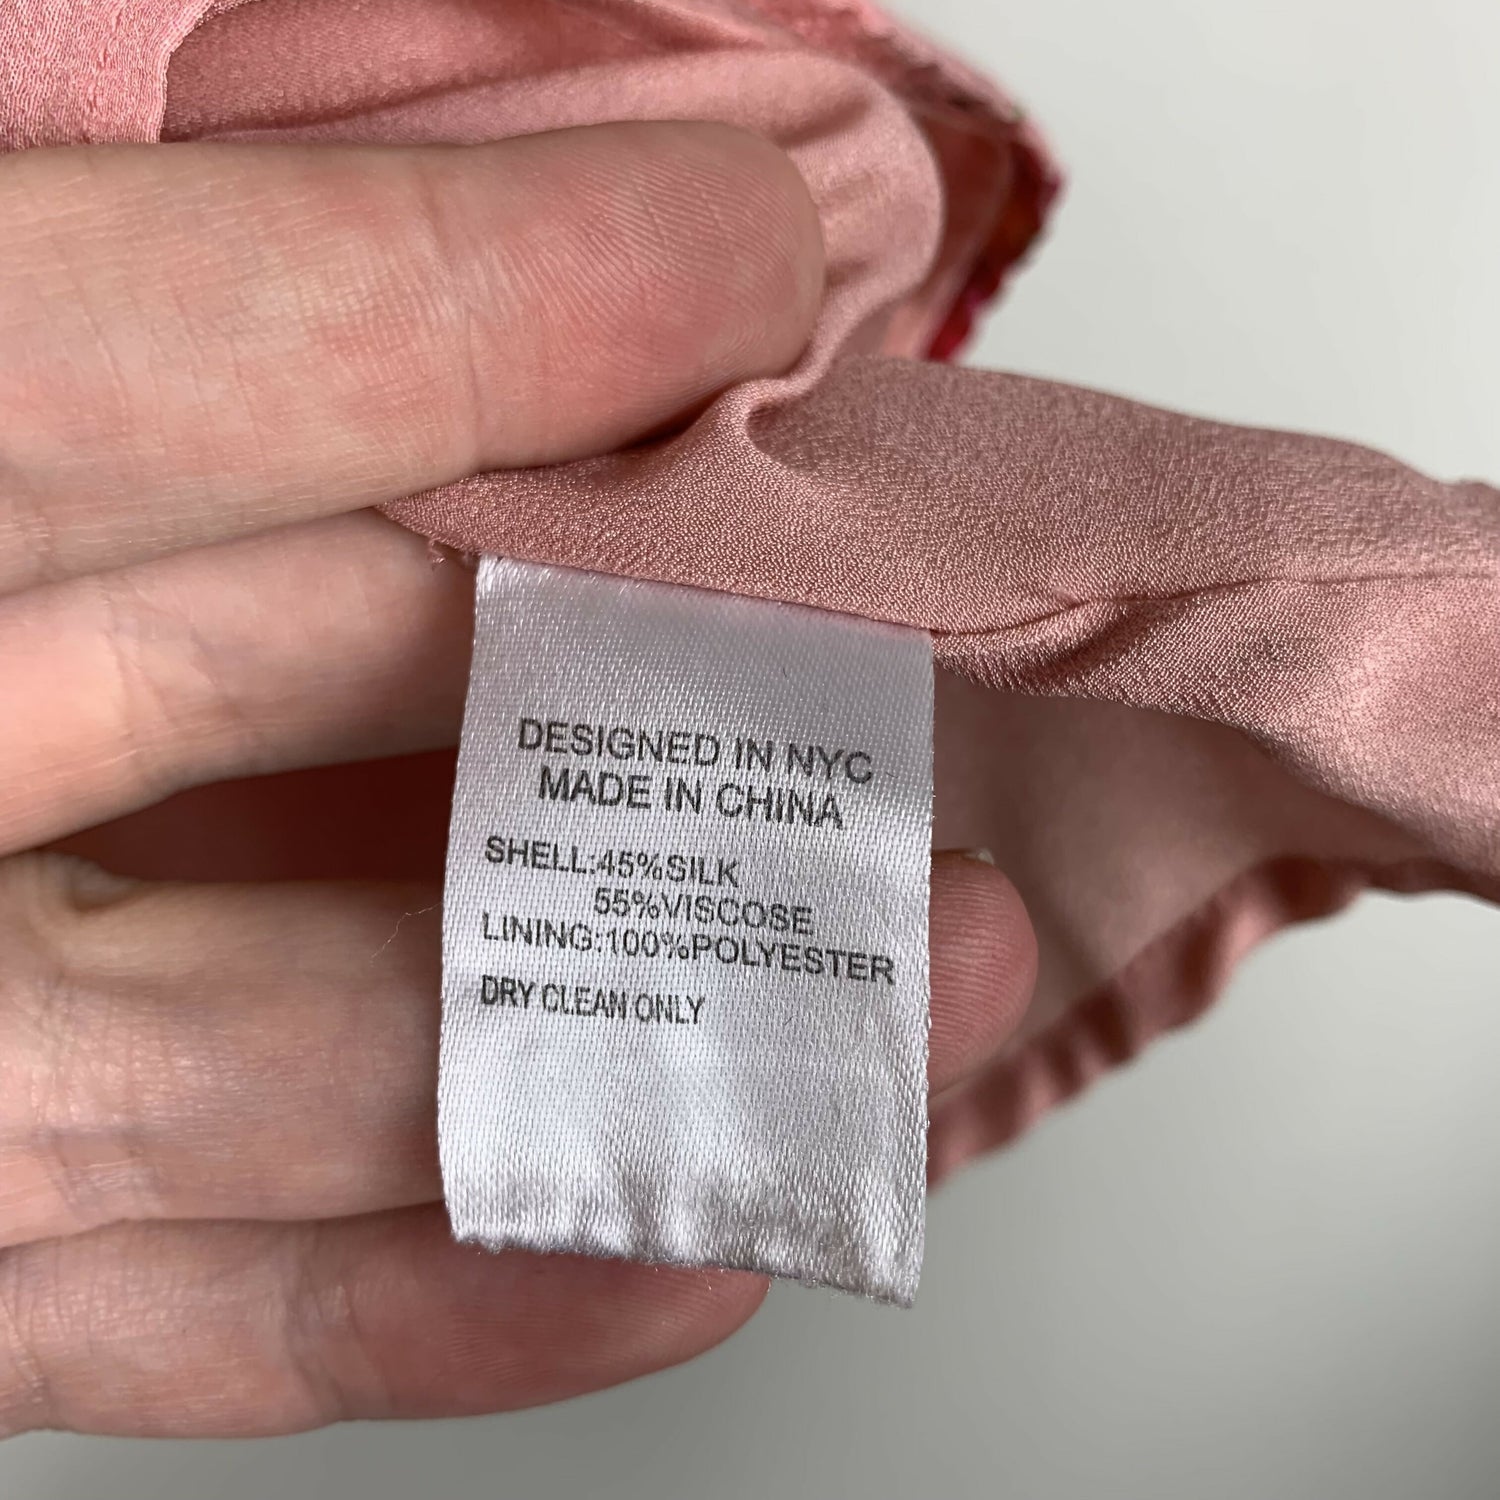 DESIGNED IN NYC
MADE IN CHINA
SHELL:45%SILK
55%VISCOSE
LINING:100%POLYESTER
DRY CLEAN ONLY